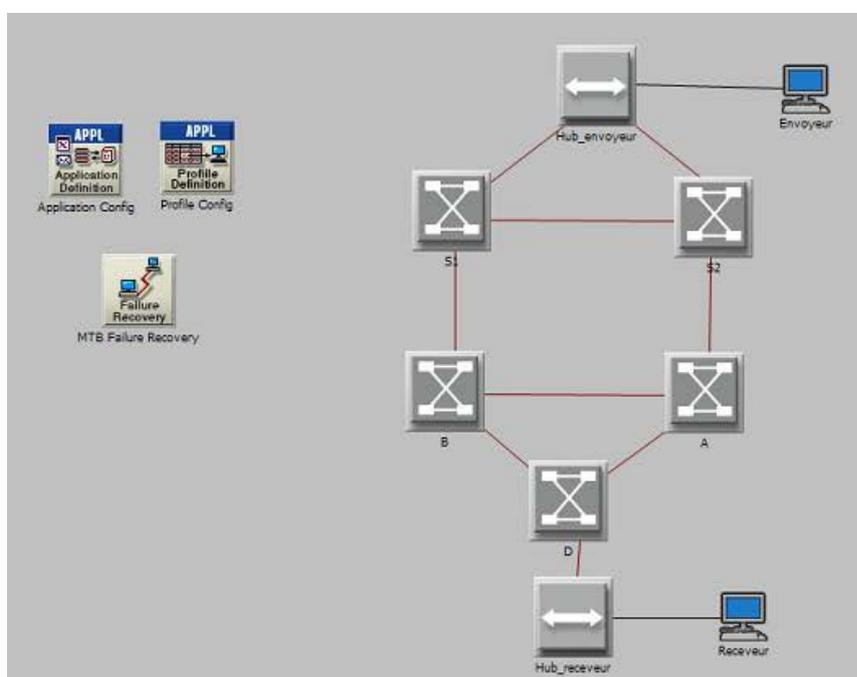 Hub_envoyeur
Envoyeur
APPL
Application
Definition
Application Config
APPL
Profile
Definition
Profile Config
S1
S2
Failure
Recovery
MTB Failure Recovery
B
A
D
Hub_receveur
Receveur